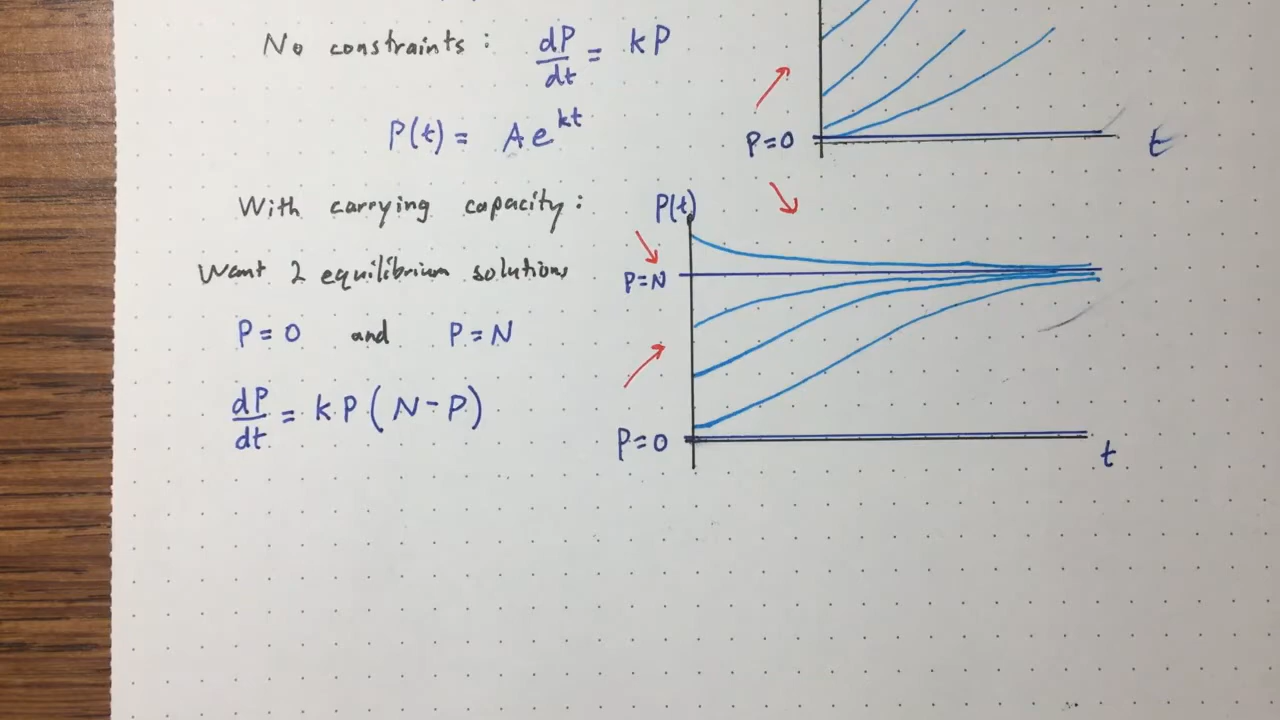 No constraints: dP/dt = kP
P(t) = Ae^kt
P=0
t
With carrying capacity:
P(t)
Want 2 equilibrium solutions
P=N
P=0 and P=N
dP/dt = kP(N-P)
P=0
t